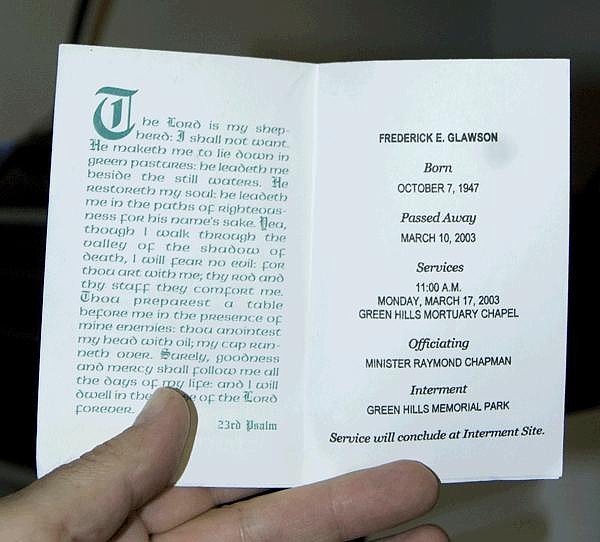 The Lord is my shep-
herd: I shall not want.
He maketh me to lie down in
green pastures: he leadeth me
beside the still waters. He
restoreth my soul: he leadeth
me in the paths of righteous-
ness for his name's sake. Yea,
though I walk through the
valley of the shadow of
death, I will fear no evil: for
thou art with me; thy rod and
thy staff they comfort me.
Thou preparest a table
before me in the presence of
mine enemies: thou anointest
my head with oil; my cup run-
neth over. Surely, goodness
and mercy shall follow me all
the days of my life: and I will
dwell in the of the Lord
forever.
23rd Psalm
FREDERICK E. GLAWSON
Born
OCTOBER 7, 1947
Passed Away
MARCH 10, 2003
Services
11:00 A.M.
MONDAY, MARCH 17, 2003
GREEN HILLS MORTUARY CHAPEL
Officiating
MINISTER RAYMOND CHAPMAN
Interment
GREEN HILLS MEMORIAL PARK
Service will conclude at Interment Site.